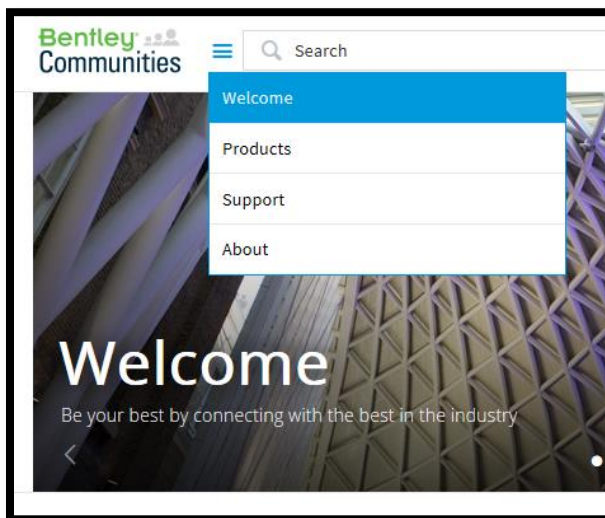 Bentley
Communities
Search
Welcome
Products
Support
About
Welcome
Be your best by connecting with the best in the industry